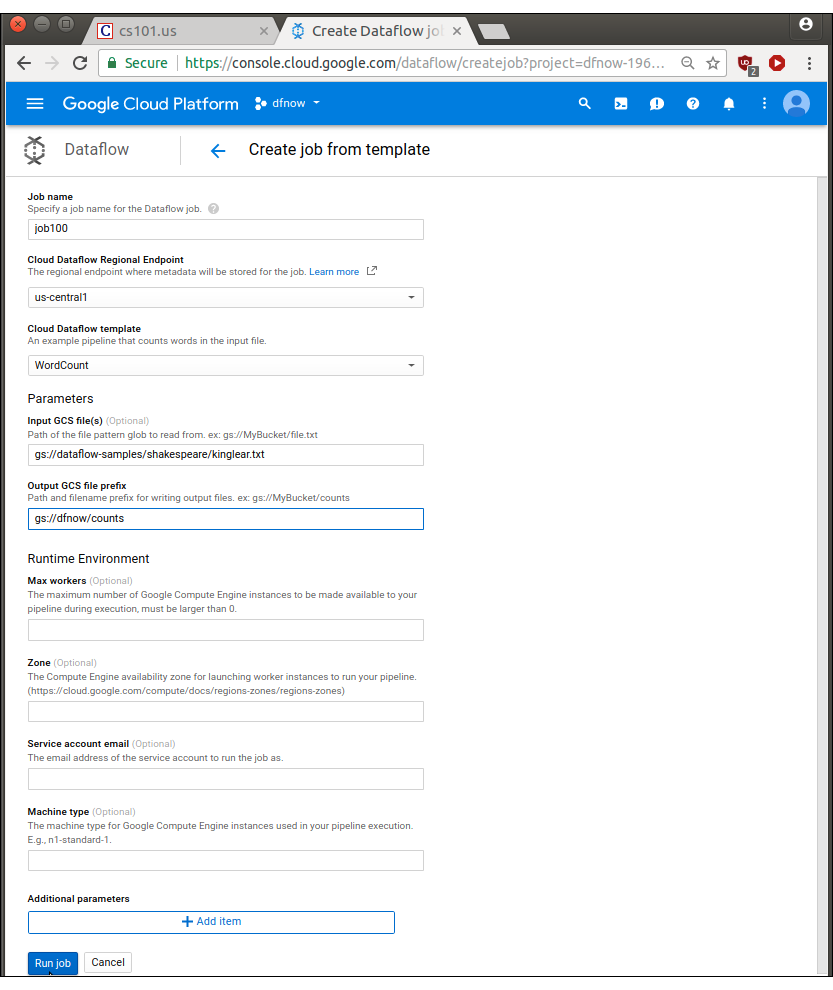 cs101.us
Create Dataflow jo
Secure
https://console.cloud.google.com/dataflow/createjob?project=dfnow-196...
2
Google Cloud Platform
dfnow
Dataflow
Create job from template
Job name
Specify a job name for the Dataflow job.
job100
Cloud Dataflow Regional Endpoint
The regional endpoint where metadata will be stored for the job. Learn more
us-central1
Cloud Dataflow template
An example pipeline that counts words in the input file.
WordCount
Parameters
Input GCS file(s) (Optional)
Path of the file pattern glob to read from. ex: gs://MyBucket/file.txt
gs://dataflow-samples/shakespeare/kinglear.txt
Output GCS file prefix
Path and filename prefix for writing output files. ex: gs://MyBucket/counts
gs://dfnow/counts
Runtime Environment
Max workers (Optional)
The maximum number of Google Compute Engine instances to be made available to your
pipeline during execution, must be larger than 0.
Zone (Optional)
The Compute Engine availability zone for launching worker instances to run your pipeline.
(https://cloud.google.com/compute/docs/regions-zones/regions-zones)
Service account email (Optional)
The email address of the service account to run the job as.
Machine type (Optional)
The machine type for Google Compute Engine instances used in your pipeline execution.
E.g., n1-standard-1.
Additional parameters
+ Add item
Run job
Cancel